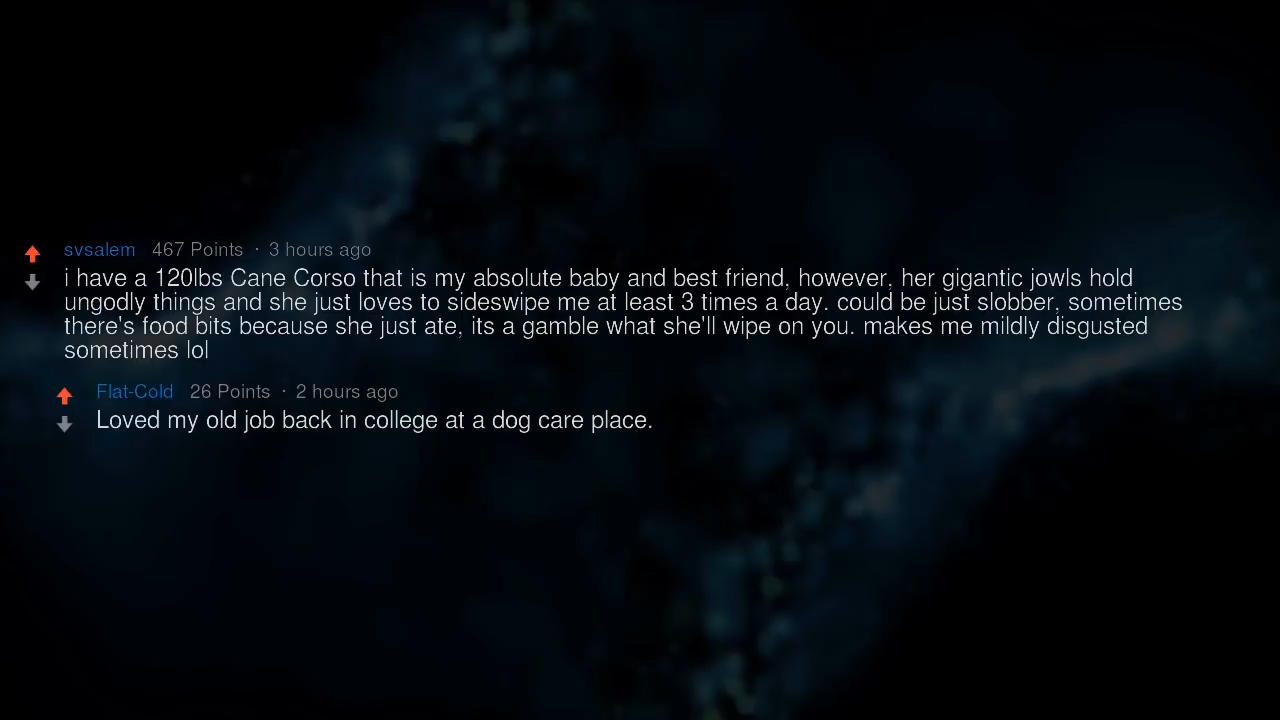 svsalem 467 Points · 3 hours ago
i have a 120lbs Cane Corso that is my absolute baby and best friend, however, her gigantic jowls hold
ungodly things and she just loves to sideswipe me at least 3 times a day. could be just slobber, sometimes
there's food bits because she just ate, its a gamble what she'll wipe on you. makes me mildly disgusted
sometimes lol
Flat-Cold 26 Points · 2 hours ago
Loved my old job back in college at a dog care place.